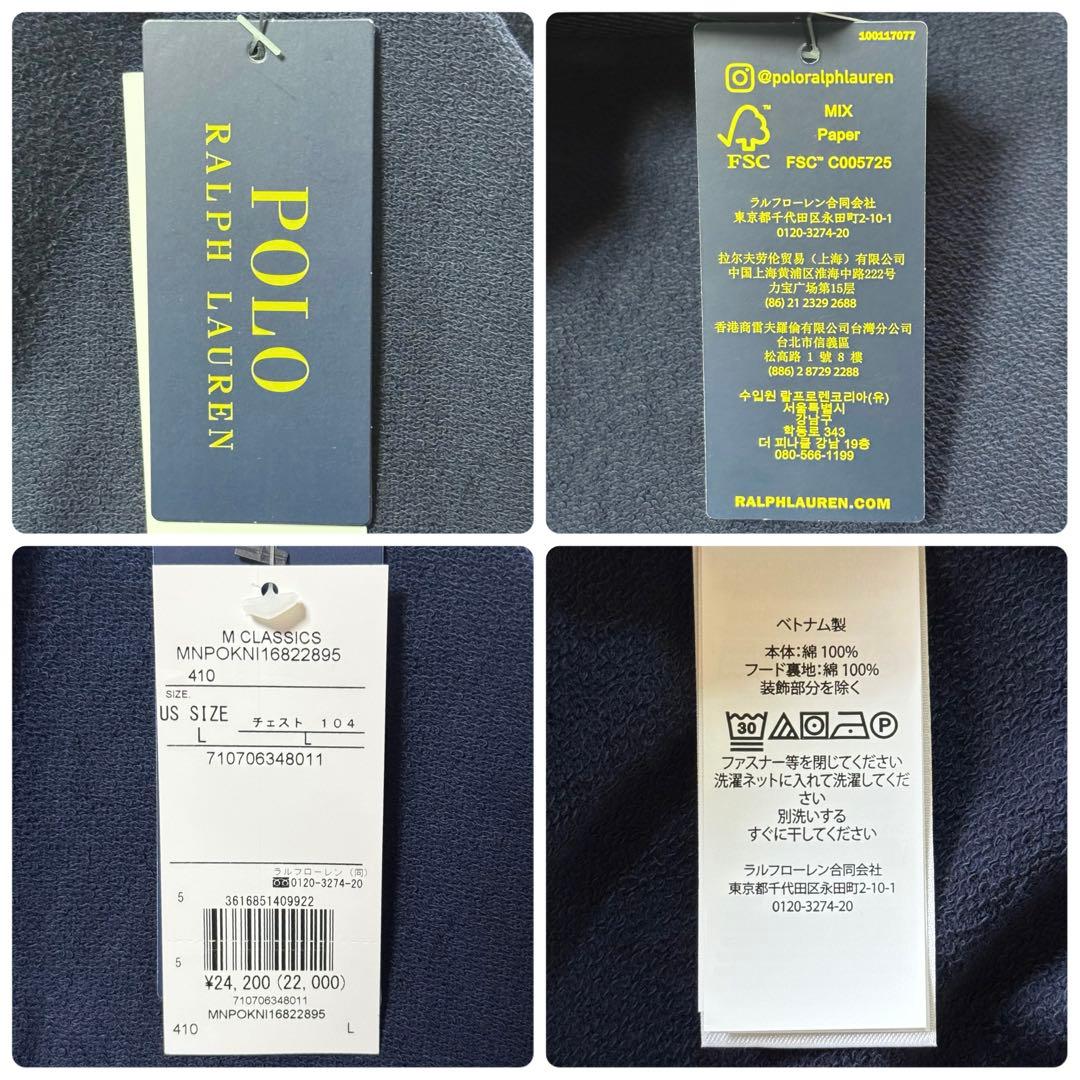 POLO
RALPH LAUREN
100117077
@poloralphlauren
MIX
Paper
FSC™ C005725
FSC
ラルフローレン合同会社
東京都千代田区永田町2-10-1
0120-3274-20
拉尔夫劳伦贸易（上海）有限公司
中国上海黄浦区淮海中路222号
力宝广场第15层
(86) 21 2329 2688
香港商雷夫羅倫有限公司台灣分公司
台北市信義區
松高路 1 號 8 樓
(886) 2 8729 2288
수입원 랄프로렌코리아(유)
서울특별시
강남구
학동로 343
더 피나클 강남 19층
080-566-1199
RALPHLAUREN.COM
M CLASSICS
MNPOKNI16822895
410
SIZE.
US SIZE チェスト 104
L L
710706348011
ラルフローレン（同）
0120-3274-20
5 3616851409922
5
¥24,200 (22,000)
710706348011
MNPOKNI16822895
410 L
ベトナム製
本体：綿 100%
フード裏地：綿 100%
装飾部分を除く
30 P
ファスナー等を閉じてください
洗濯ネットに入れて洗濯してくだ
さい
別洗いする
すぐに干してください
ラルフローレン合同会社
東京都千代田区永田町2-10-1
0120-3274-20